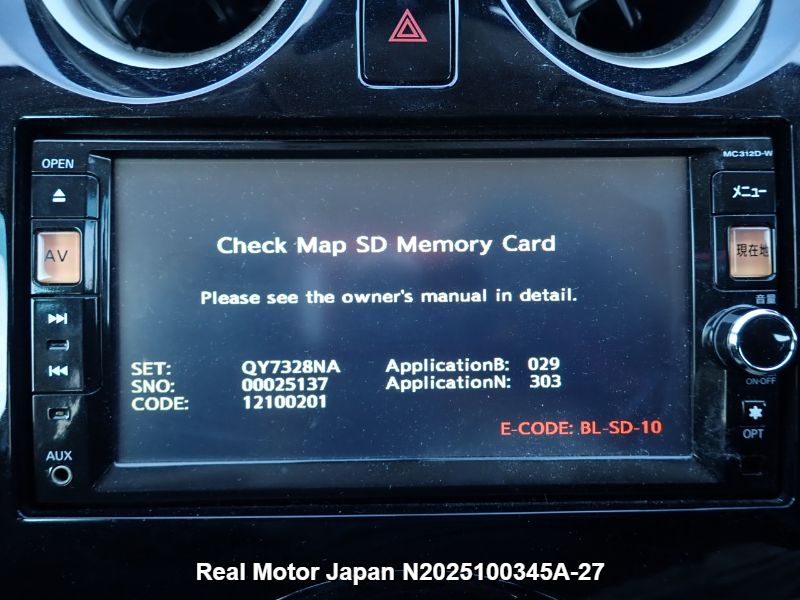 OPEN
MC312D-W
メニュー
AV
現在地
音量
Check Map SD Memory Card
Please see the owner's manual in detail.
SET: QY7328NA ApplicationB: 029
SNO: 00025137 ApplicationN: 303
CODE: 12100201
E-CODE: BL-SD-10
ON·OFF
OPT
AUX
Real Motor Japan N2025100345A-27